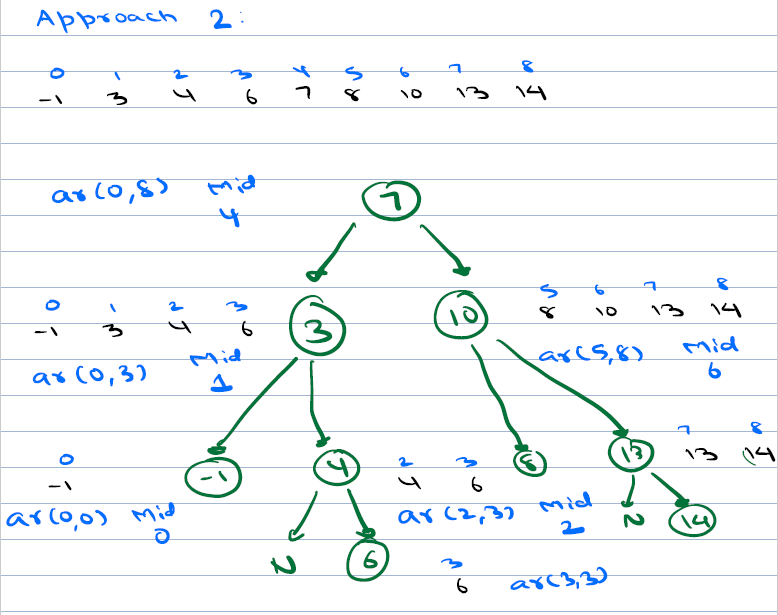 Approach 2:
0 1 2 3 4 5 6 7 8
-1 3 4 6 7 8 10 13 14
ar(0,8) Mid 7
4
0 1 2 3 5 6 7 8
-1 3 4 6 3 10 8 10 13 14
ar(0,3) Mid ar(5,8) Mid
1 6
0 -1 4 2 3 8 13 7 8
-1 4 6 13 14
ar(0,0) Mid ar(2,3) Mid N 14
0 2
N 6 3
6 ar(3,3)